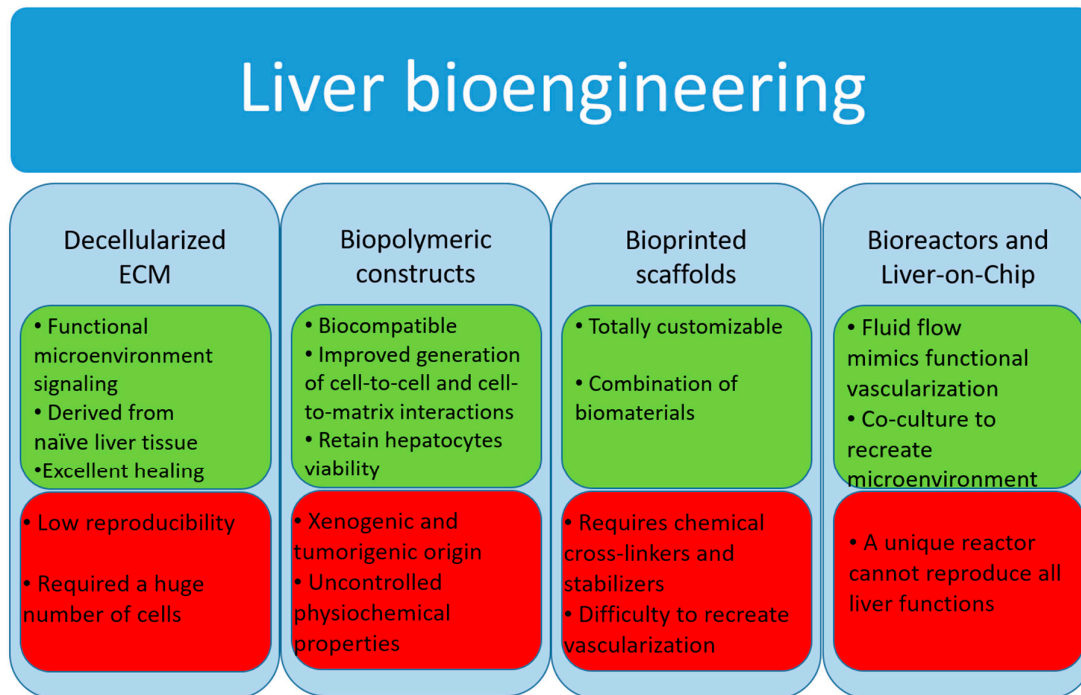 Liver bioengineering
Decellularized
ECM
• Functional
microenvironment
signaling
• Derived from
naïve liver tissue
•Excellent healing
• Low reproducibility
• Required a huge
number of cells
Biopolymeric
constructs
• Biocompatible
• Improved generation
of cell-to-cell and cell-
to-matrix interactions
• Retain hepatocytes
viability
• Xenogenic and
tumorigenic origin
• Uncontrolled
physiochemical
properties
Bioprinted
scaffolds
• Totally customizable
• Combination of
biomaterials
• Requires chemical
cross-linkers and
stabilizers
• Difficulty to recreate
vascularization
Bioreactors and
Liver-on-Chip
• Fluid flow
mimics functional
vascularization
• Co-culture to
recreate
microenvironment
• A unique reactor
cannot reproduce all
liver functions